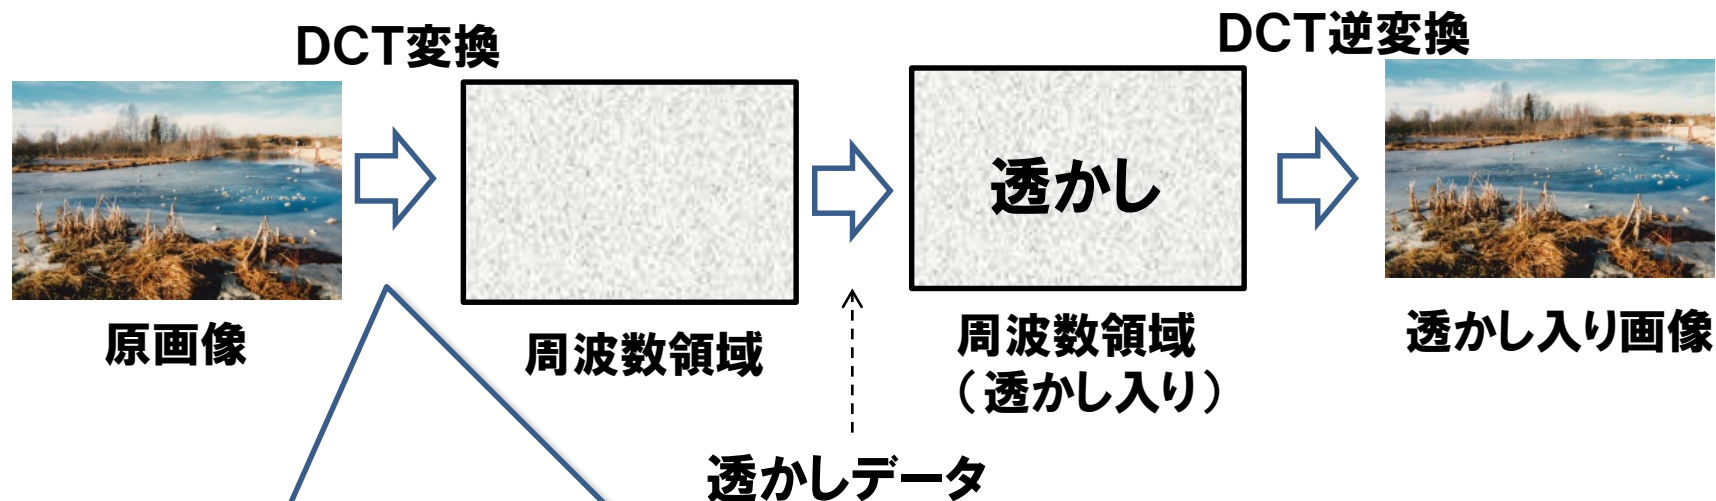 DCT変換
DCT逆変換
透かし
原画像
周波数領域
周波数領域
（透かし入り）
透かし入り画像
透かしデータ